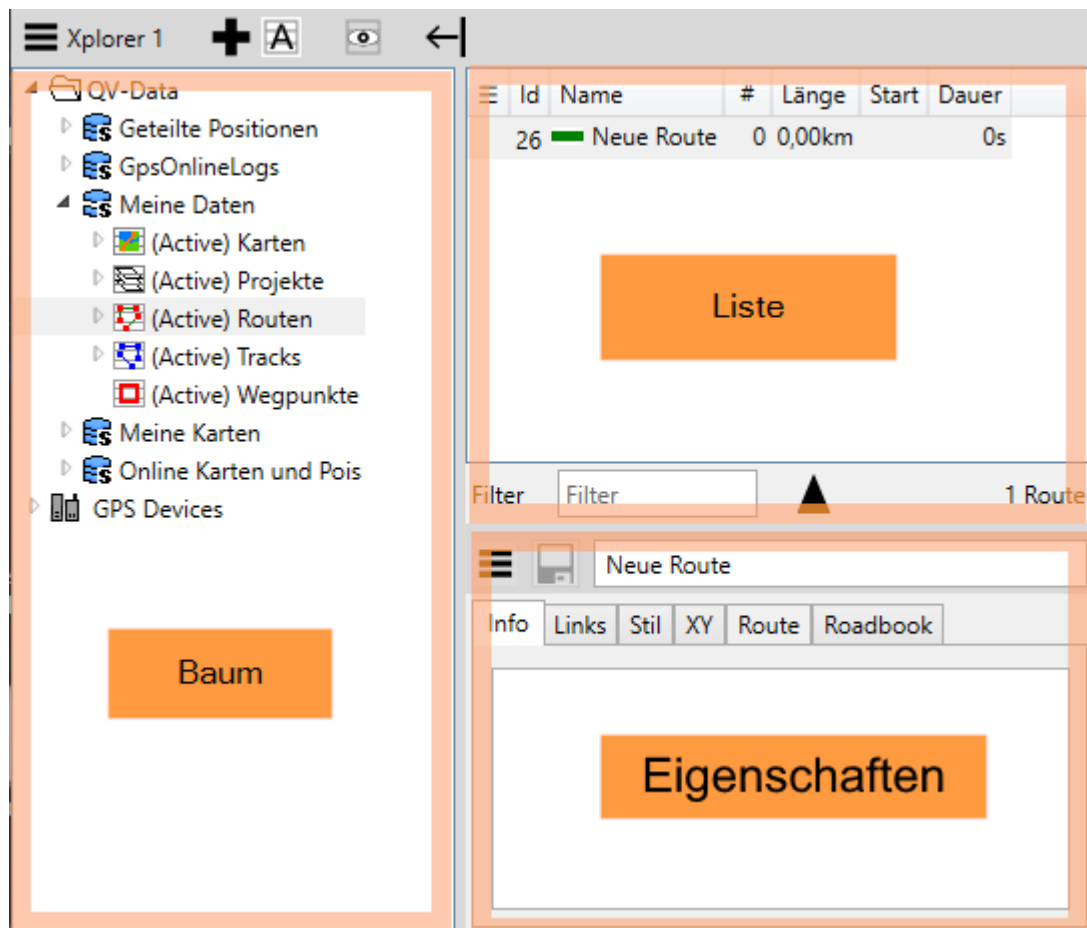 Xplorer 1 A
QV-Data
Geteilte Positionen
GpsOnlineLogs
Meine Daten
(Active) Karten
(Active) Projekte
(Active) Routen
(Active) Tracks
(Active) Wegpunkte
Meine Karten
Online Karten und Pois
GPS Devices
Baum
Id Name # Länge Start Dauer
26 Neue Route 0 0,00km 0s
Liste
Filter Filter 1 Route
Neue Route
Info Links Stil XY Route Roadbook
Eigenschaften